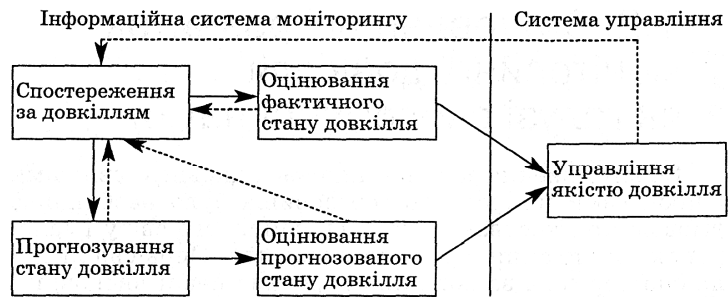 Інформаційна система моніторингу
Система управління
Спостереження
за довкіллям
Оцінювання
фактичного
стану довкілля
Управління
якістю довкілля
Прогнозування
стану довкілля
Оцінювання
прогнозованого
стану довкілля